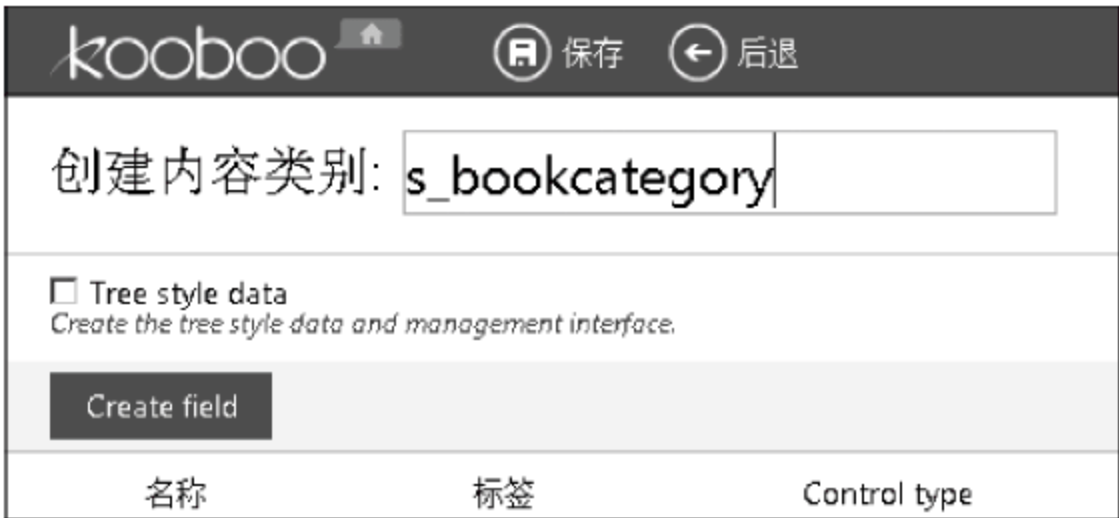 kooboo 保存 后退
创建内容类别: s_bookcategory
Tree style data
Create the tree style data and management interface.
Create field
名称 标签 Control type